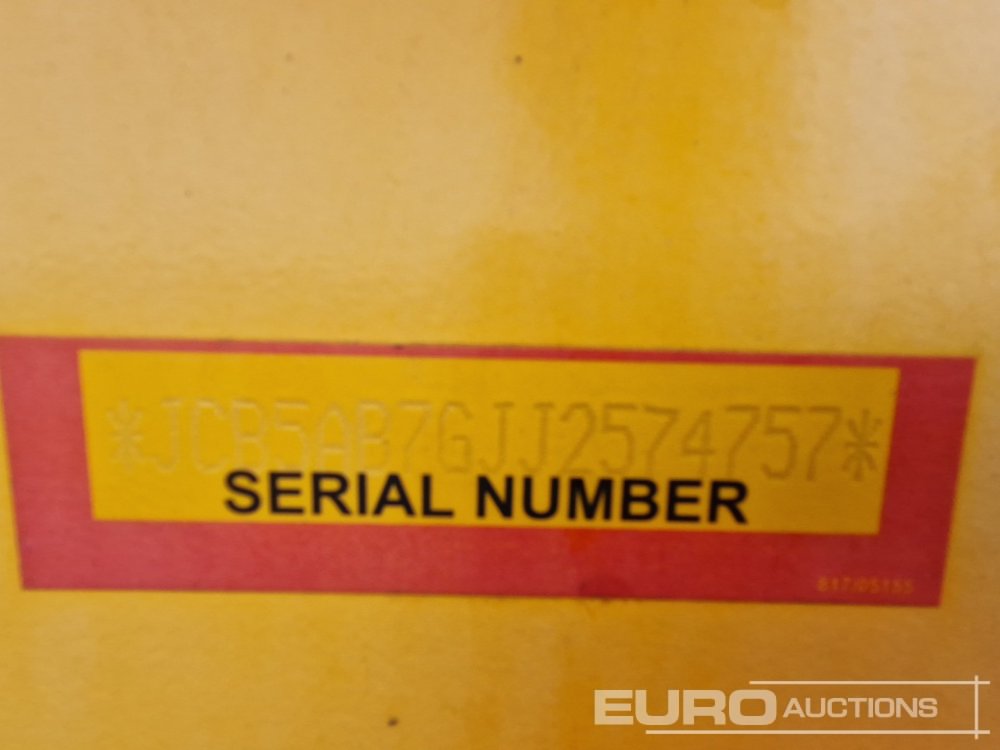 *JCB5AB7GJJ2574757*
SERIAL NUMBER
817/05155
EURO AUCTIONS